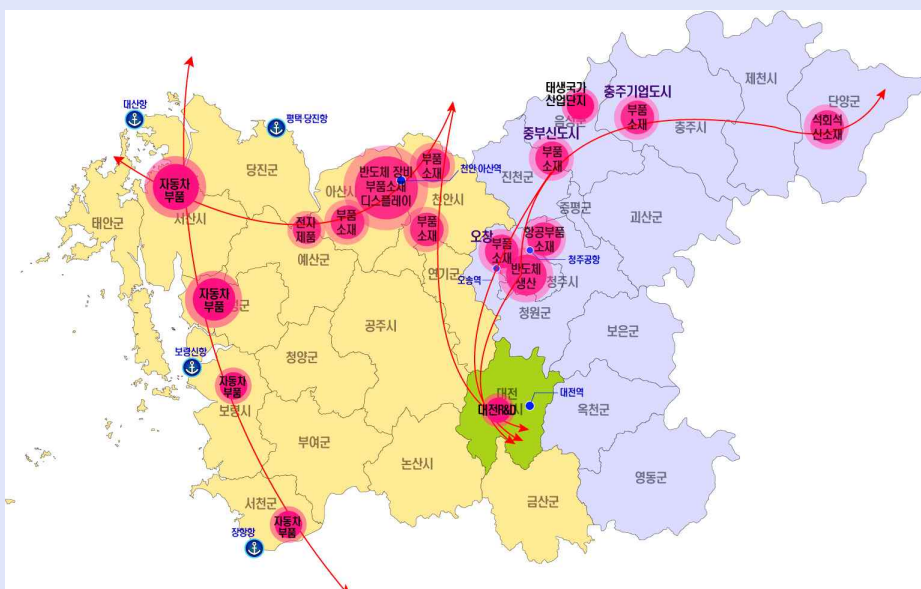 대산항
평택·당진항
당진군
태안군
자동차
부품
서산시
아산시
반도체 장비
부품소재
디스플레이
천안·아산역
부품
소재
천안시
전자
제품
부품
소재
부품
소재
예산군
연기군
자동차
부품
공주시
보령신항
청양군
자동차
부품
보령시
부여군
논산시
서천군
자동차
부품
장항항
태생국가
산업단지
음성군
충주기업도시
부품
소재
충주시
제천시
단양군
석회석
신소재
중부신도시
부품
소재
진천군
증평군
괴산군
오창
부품
소재
항공부품
소재
청주공항
오송역
반도체
생산
청주시
청원군
보은군
대전
대전R&D
시
대전역
옥천군
영동군
금산군